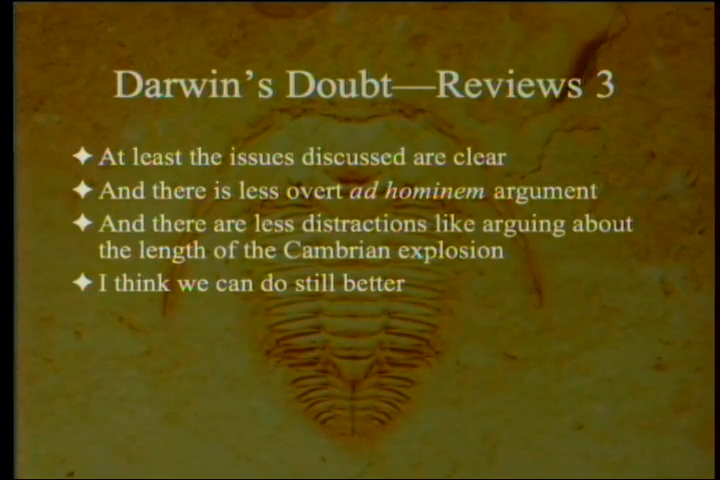 Darwin's Doubt—Reviews 3
✦ At least the issues discussed are clear
✦ And there is less overt ad hominem argument
✦ And there are less distractions like arguing about
the length of the Cambrian explosion
✦ I think we can do still better